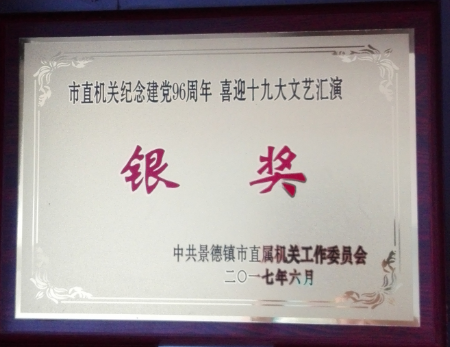 市直机关纪念建党96周年 喜迎十九大文艺汇演
银 奖
中共景德镇市直属机关工作委员会
二〇一七年六月